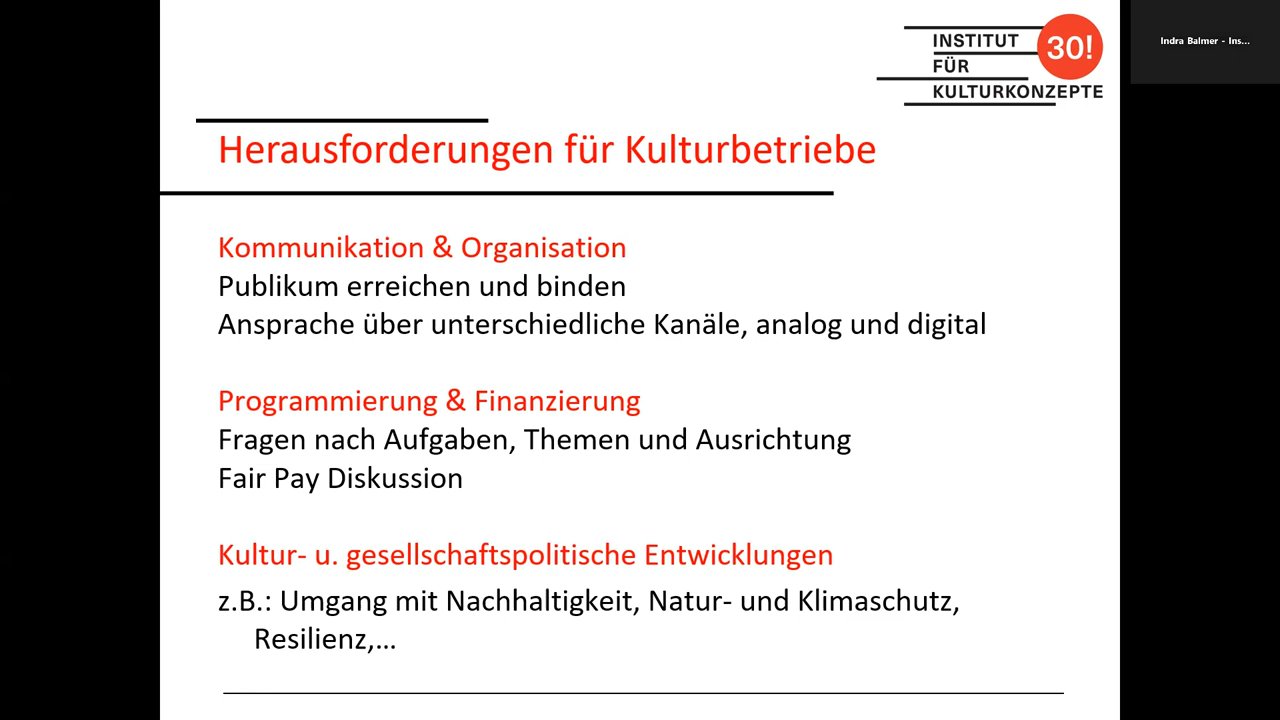 INSTITUT
FÜR
KULTURKONZEPTE
30!
Indra Balmer - Ins...
Herausforderungen für Kulturbetriebe
Kommunikation & Organisation
Publikum erreichen und binden
Ansprache über unterschiedliche Kanäle, analog und digital
Programmierung & Finanzierung
Fragen nach Aufgaben, Themen und Ausrichtung
Fair Pay Diskussion
Kultur- u. gesellschaftspolitische Entwicklungen
z.B.: Umgang mit Nachhaltigkeit, Natur- und Klimaschutz,
Resilienz,...